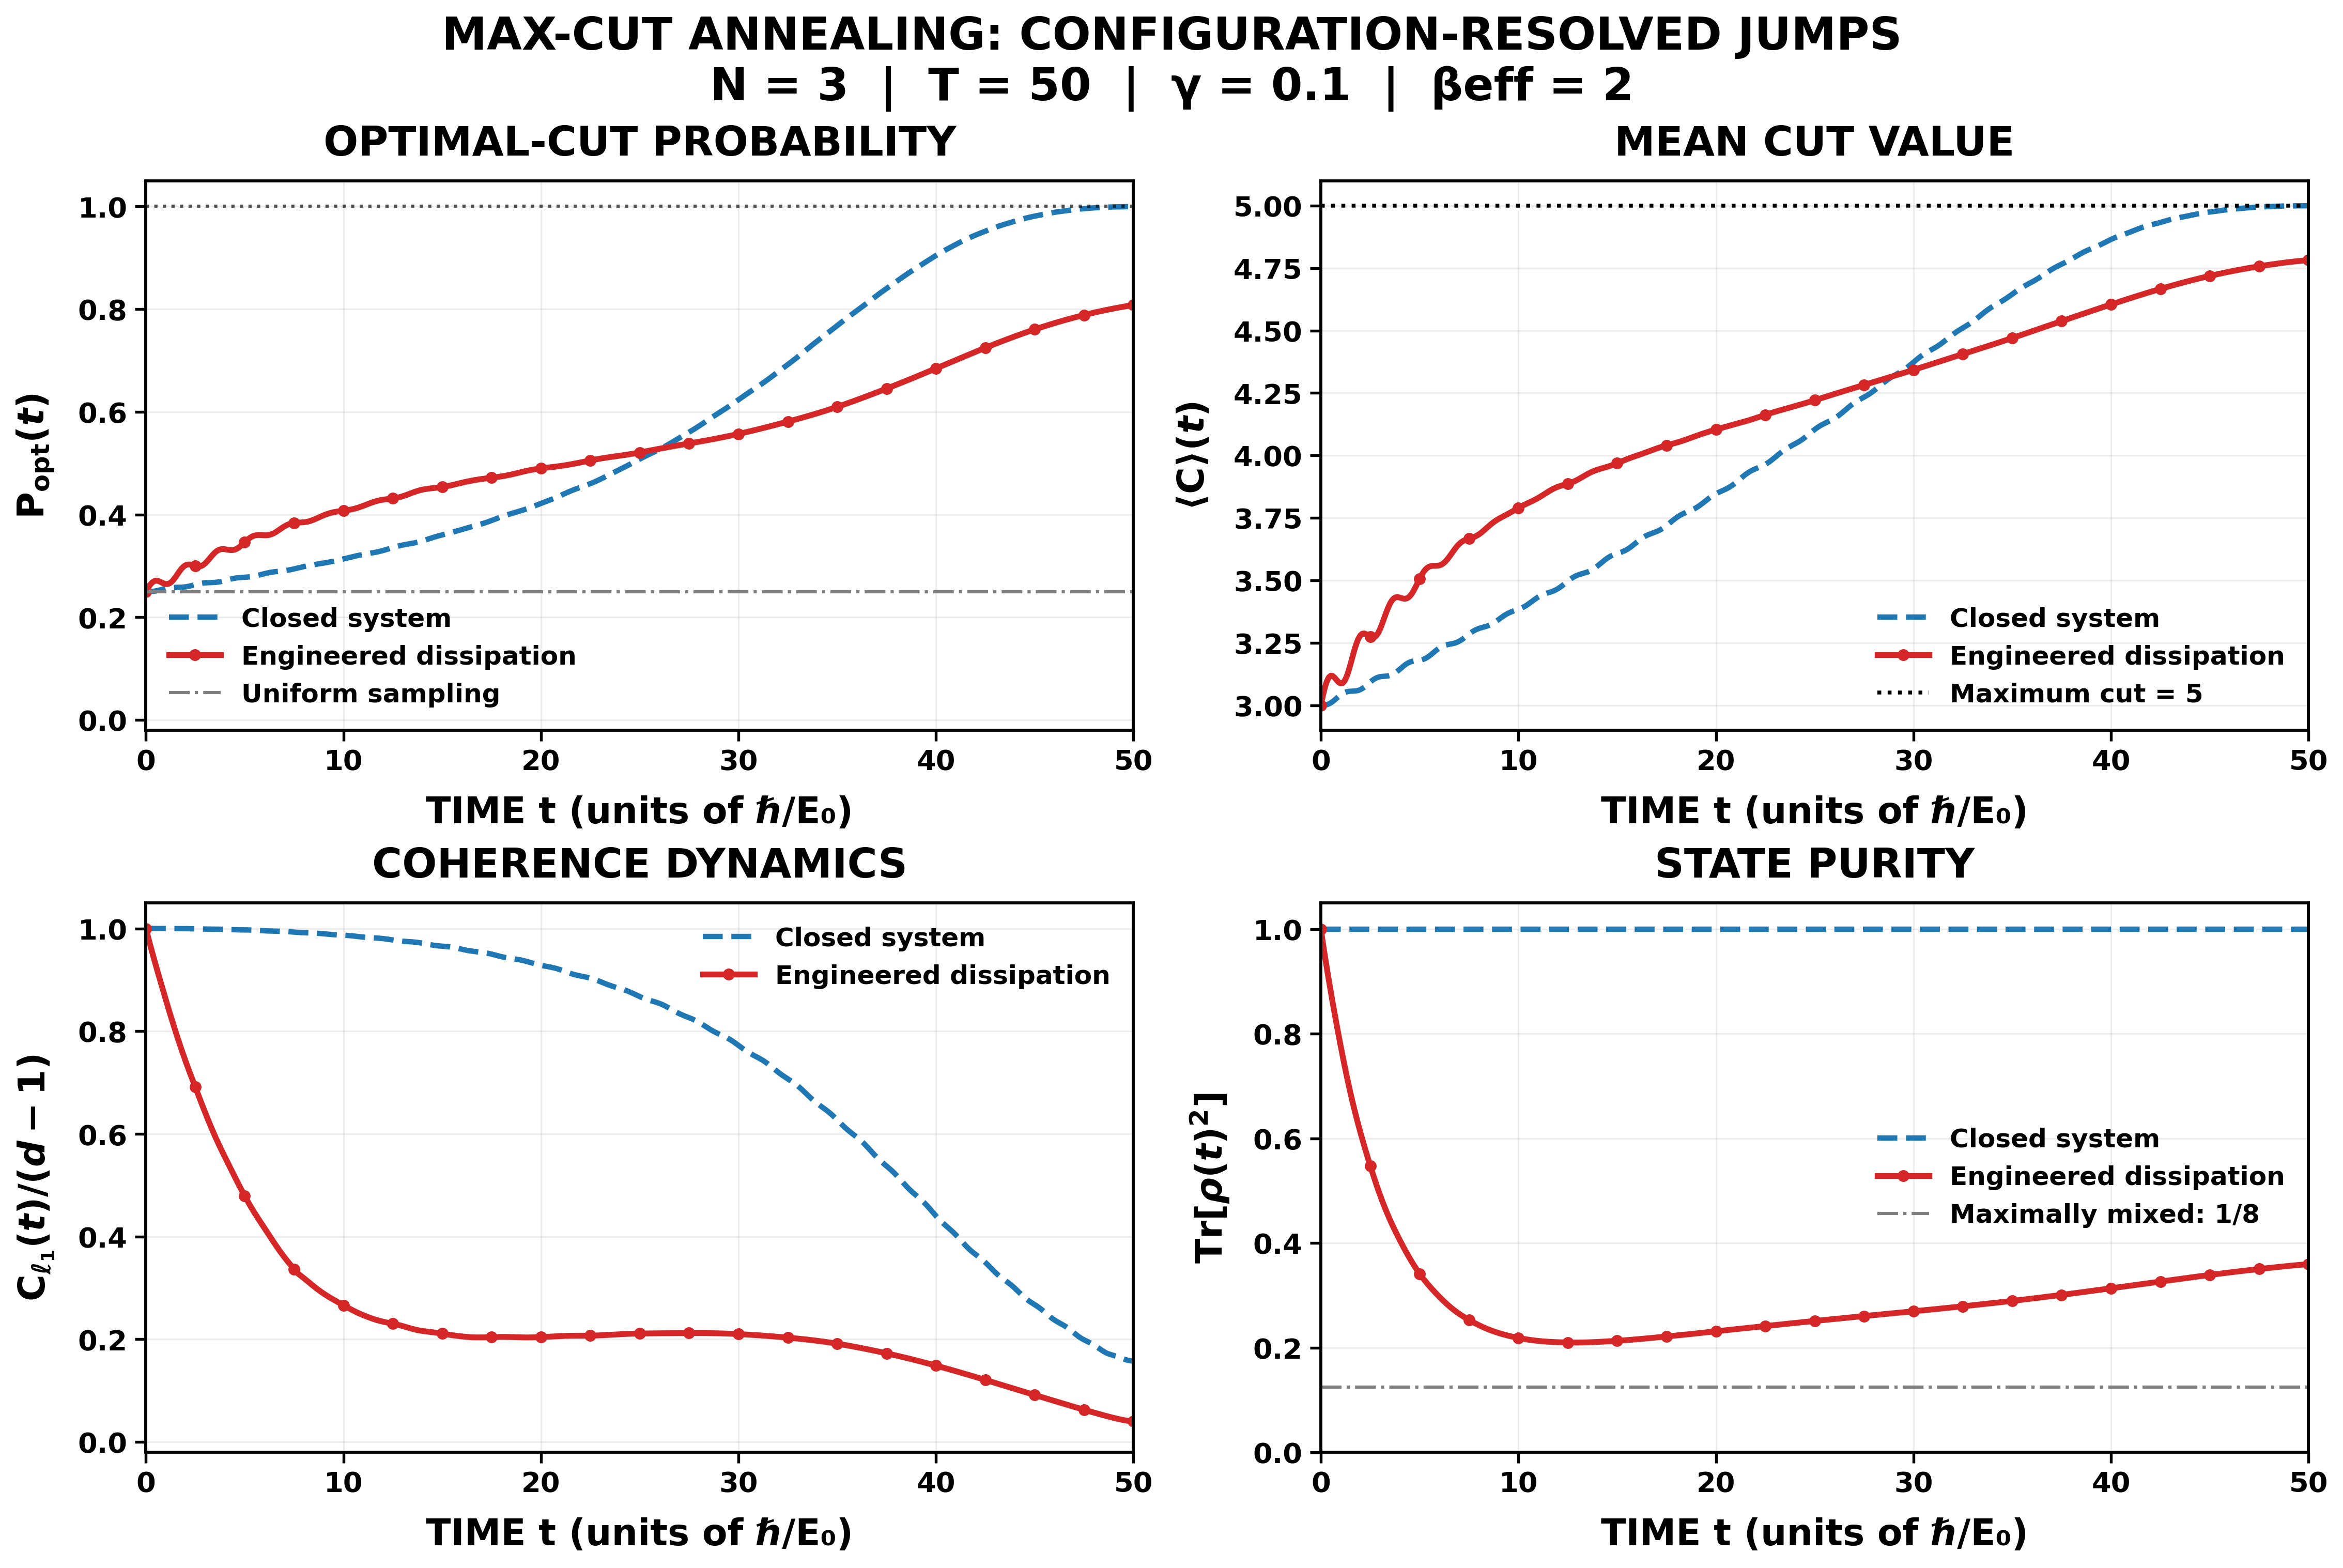 MAX-CUT ANNEALING: CONFIGURATION-RESOLVED JUMPS
N = 3 | T = 50 | γ = 0.1 | βeff = 2
OPTIMAL-CUT PROBABILITY
P_opt(t)
1.0
0.8
0.6
0.4
0.2
0.0
Closed system
Engineered dissipation
Uniform sampling
0 10 20 30 40 50
TIME t (units of ℏ/E₀)
MEAN CUT VALUE
⟨C⟩(t)
5.00
4.75
4.50
4.25
4.00
3.75
3.50
3.25
3.00
Closed system
Engineered dissipation
Maximum cut = 5
0 10 20 30 40 50
TIME t (units of ℏ/E₀)
COHERENCE DYNAMICS
C_ℓ₁(t)/(d − 1)
1.0
0.8
0.6
0.4
0.2
0.0
Closed system
Engineered dissipation
0 10 20 30 40 50
TIME t (units of ℏ/E₀)
STATE PURITY
Tr[ρ(t)²]
1.0
0.8
0.6
0.4
0.2
0.0
Closed system
Engineered dissipation
Maximally mixed: 1/8
0 10 20 30 40 50
TIME t (units of ℏ/E₀)